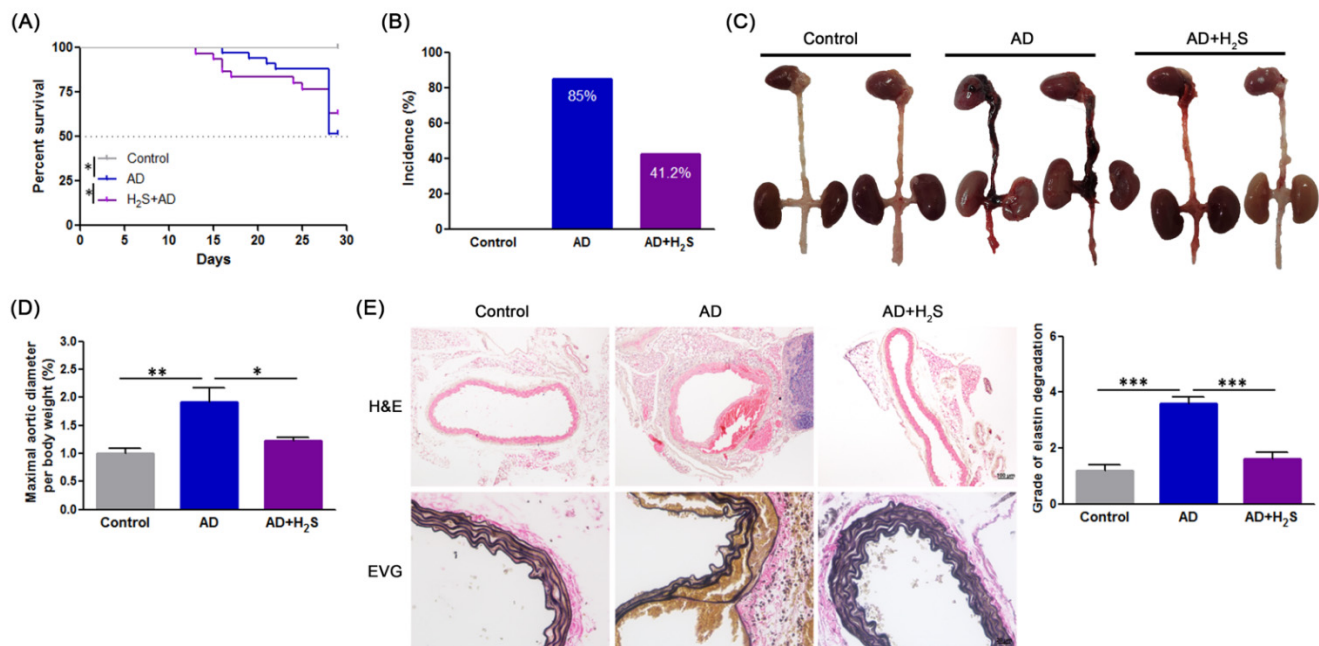 (A)
Percent survival
100
75
50
25
0
* Control
* AD
H₂S+AD
0 5 10 15 20 25 30
Days
(B)
Incidence (%)
100
80
60
40
20
0
85%
41.2%
Control AD AD+H₂S
(C)
Control AD AD+H₂S
(D)
Maximal aortic diameter
per body weight (%)
3.0
2.5
2.0
1.5
1.0
0.5
0.0
** *
Control AD AD+H₂S
(E)
Control AD AD+H₂S
H&E
EVG
1
Grade of elastin degradation
6
4
2
0
*** ***
Control AD AD+H₂S